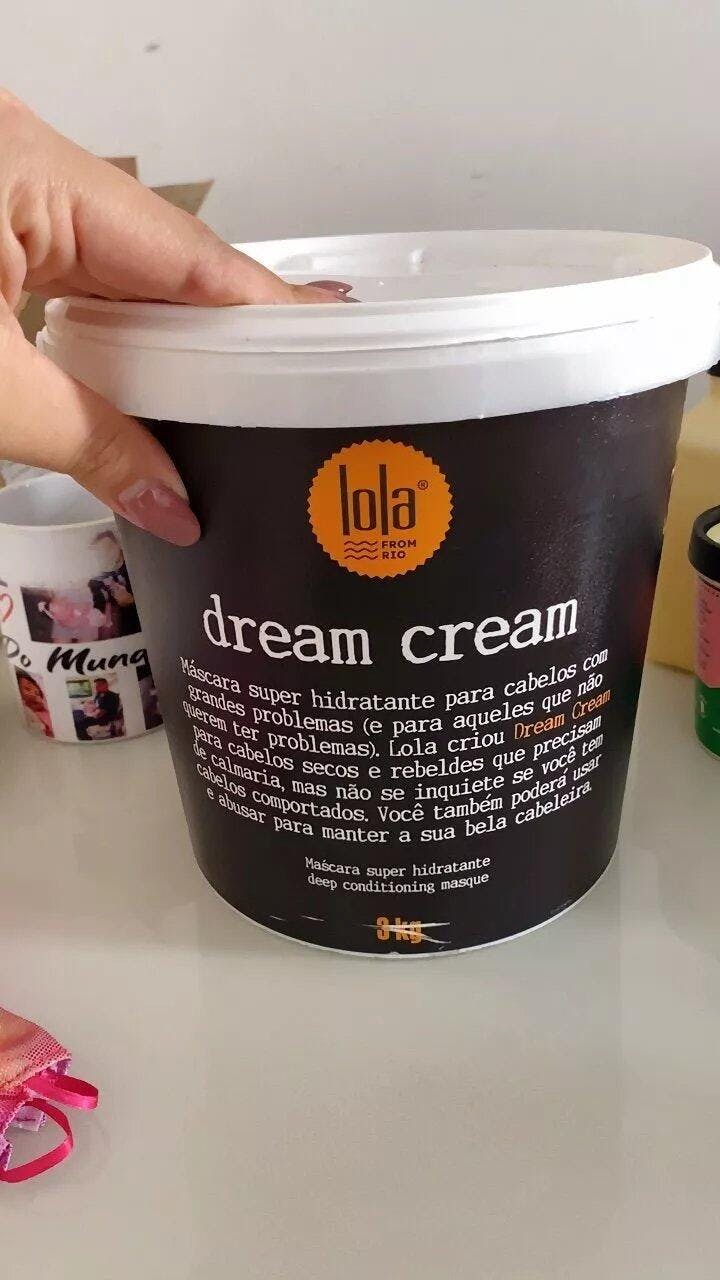 lola®
FROM
RIO
dream cream
Máscara super hidratante para cabelos com
grandes problemas (e para aqueles que não
querem ter problemas). Lola criou Dream Cream
para cabelos secos e rebeldes que precisam
de calmaria, mas não se inquiete se você tem
cabelos comportados. Você também poderá usar
e abusar para manter a sua bela cabeleira.
Máscara super hidratante
deep conditioning masque
3 kg
Do Mund